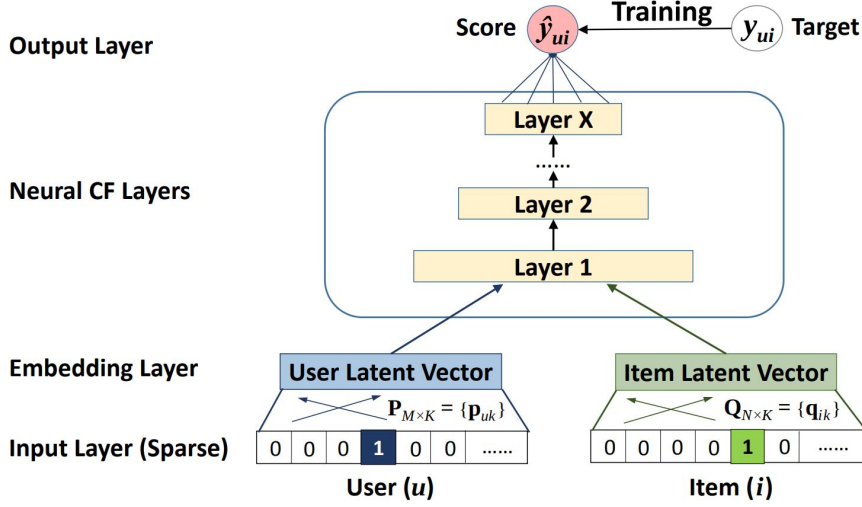 Output Layer
Score
ŷui
Training
yui
Target
Layer X
......
Neural CF Layers
Layer 2
Layer 1
Embedding Layer
User Latent Vector
Item Latent Vector
PM×K = {puk}
QN×K = {qik}
Input Layer (Sparse)
0 0 0 1 0 0 ......
0 0 0 0 1 0 ......
User (u)
Item (i)